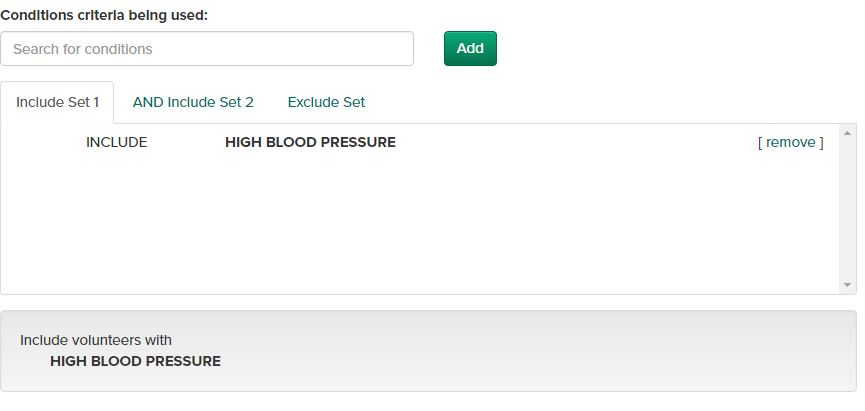 Conditions criteria being used:
Search for conditions Add
Include Set 1 AND Include Set 2 Exclude Set
INCLUDE HIGH BLOOD PRESSURE [ remove ]
Include volunteers with
HIGH BLOOD PRESSURE